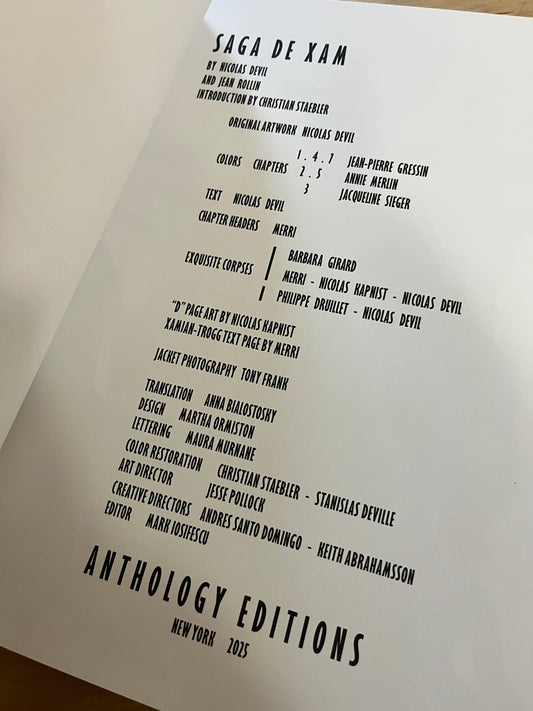 SAGA DE XAM
BY NICOLAS DEVIL
AND JEAN ROLLIN
INTRODUCTION BY CHRISTIAN STAEBLER
ORIGINAL ARTWORK NICOLAS DEVIL
COLORS CHAPTERS 1.4.7 JEAN-PIERRE GRESSIN
2.5 ANNIE MERLIN
3 JACQUELINE SIEGER
TEXT NICOLAS DEVIL
CHAPTER HEADERS MERRI
EXQUISITE CORPSES BARBARA GIRARD
MERRI - NICOLAS KAPNIST - NICOLAS DEVIL
PHILIPPE DRUILLET - NICOLAS DEVIL
"D" PAGE ART BY NICOLAS KAPNIST
XAMIAN-TROGG TEXT PAGE BY MERRI
JACKET PHOTOGRAPHY TONY FRANK
TRANSLATION ANNA BIALOSTOSKY
DESIGN MARTHA ORMISTON
LETTERING MAURA MURNANE
COLOR RESTORATION CHRISTIAN STAEBLER - STANISLAS DEVILLE
ART DIRECTOR JESSE POLLOCK
CREATIVE DIRECTORS ANDRES SANTO DOMINGO - KEITH ABRAHAMSSON
EDITOR MARK IOSIFESCU
ANTHOLOGY EDITIONS
NEW YORK 2025